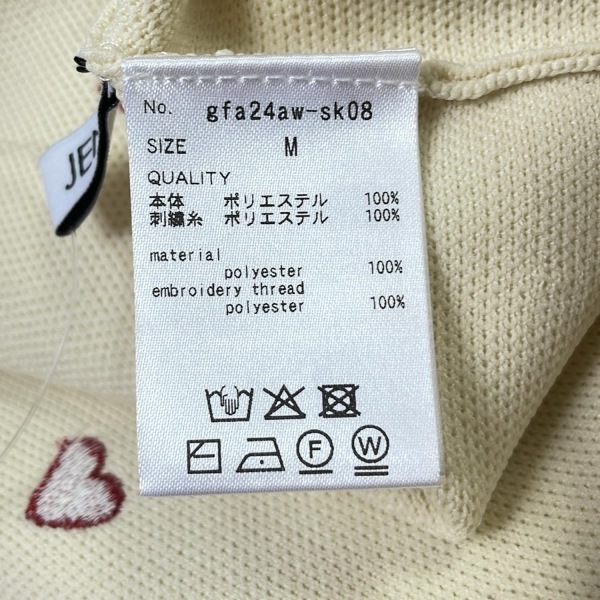 No. gfa24aw-sk08
SIZE M
QUALITY
本体 ポリエステル 100%
刺繍糸 ポリエステル 100%
material
polyester 100%
embroidery thread
polyester 100%
F W
JE